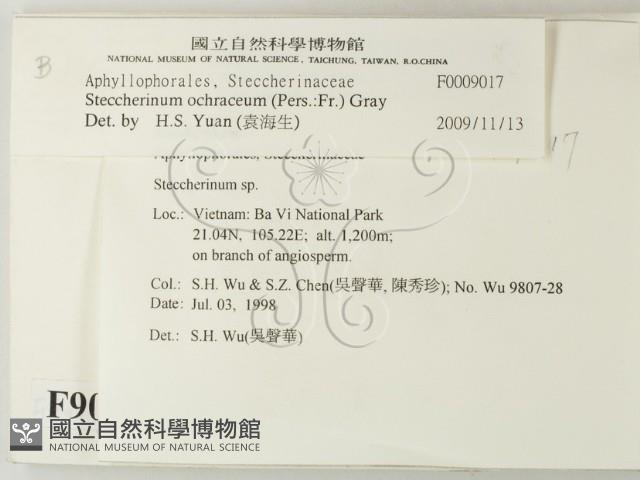 B
國立自然科學博物館
NATIONAL MUSEUM OF NATURAL SCIENCE, TAICHUNG, TAIWAN, R.O.CHINA
Aphyllophorales, Steccherinaceae F0009017
Steccherinum ochraceum (Pers.:Fr.) Gray
Det. by H.S. Yuan (袁海生) 2009/11/13
Aphyllophorales, Steccherinaceae 17
Steccherinum sp.
Loc.: Vietnam: Ba Vi National Park
21.04N, 105.22E; alt. 1,200m;
on branch of angiosperm.
Col.: S.H. Wu & S.Z. Chen(吳聲華, 陳秀珍); No. Wu 9807-28
Date: Jul. 03, 1998
Det.: S.H. Wu(吳聲華)
F90
國立自然科學博物館
NATIONAL MUSEUM OF NATURAL SCIENCE